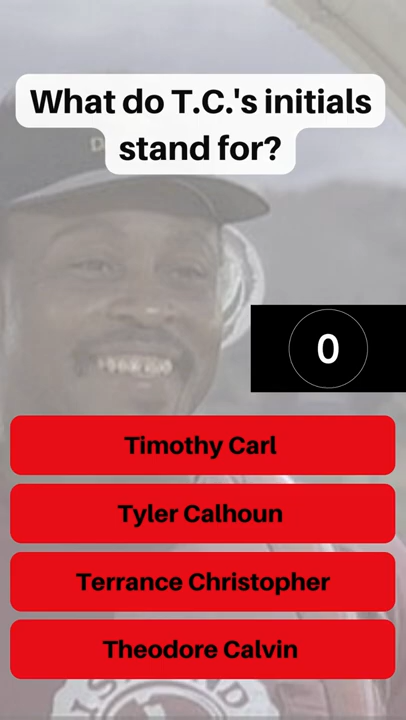 What do T.C.'s initials
stand for?
0
Timothy Carl
Tyler Calhoun
Terrance Christopher
Theodore Calvin